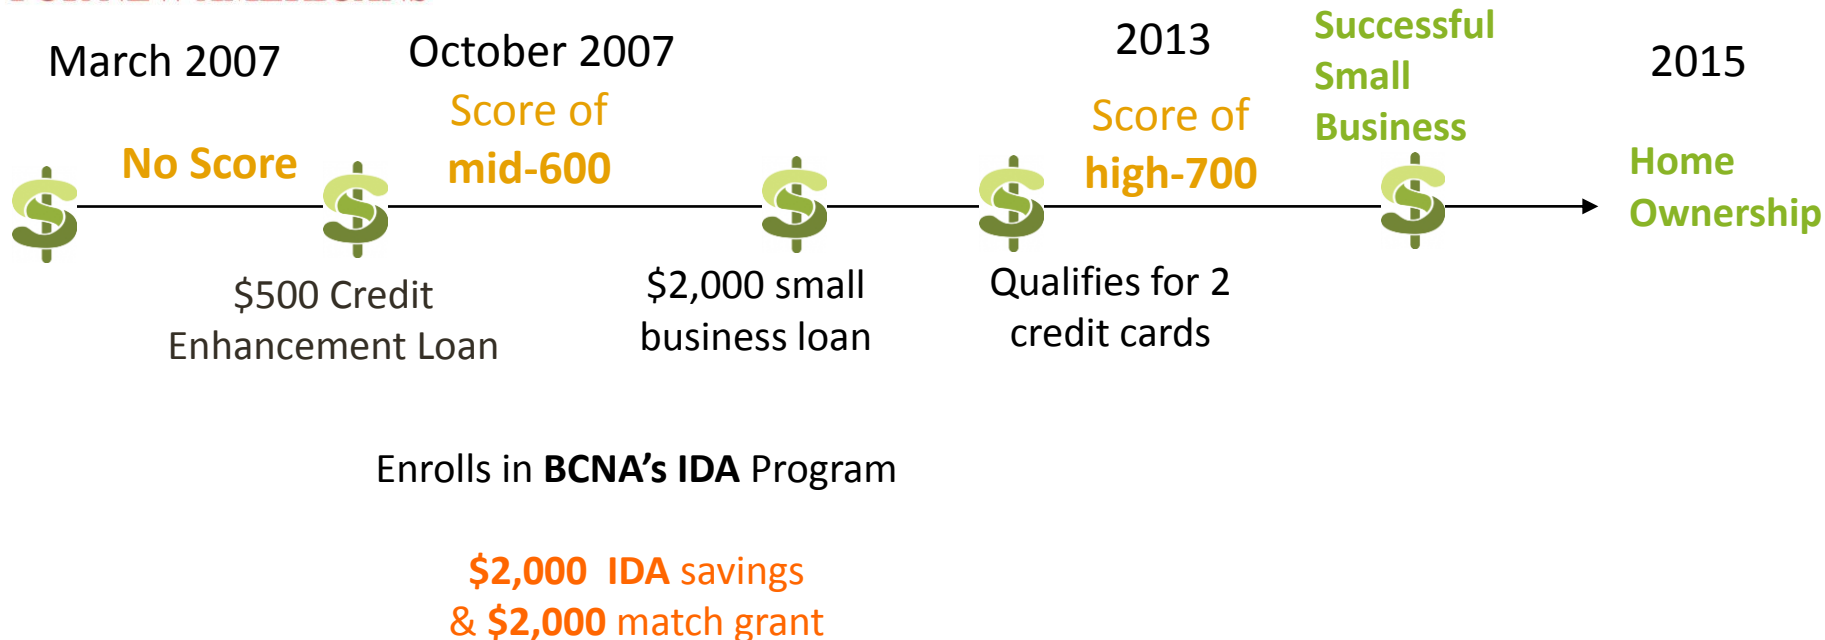 March 2007
No Score
$500 Credit
Enhancement Loan
October 2007
Score of
mid-600
$2,000 small
business loan
Enrolls in BCNA’s IDA Program
$2,000 IDA savings
& $2,000 match grant
Qualifies for 2
credit cards
2013
Score of
high-700
Successful
Small
Business
2015
Home
Ownership